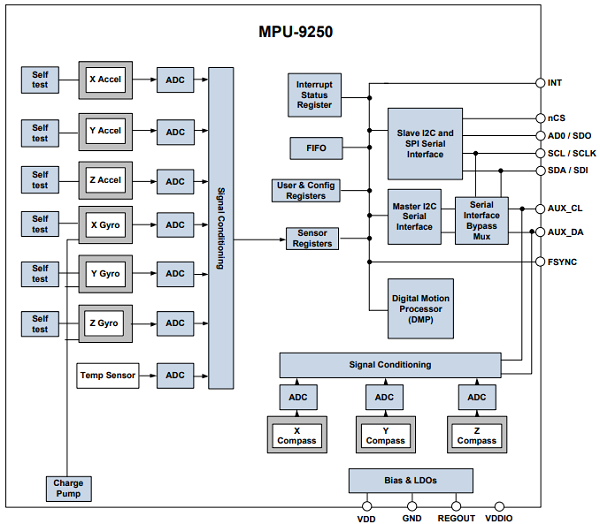 MPU-9250
Self
test
X Accel
ADC
Self
test
Y Accel
ADC
Self
test
Z Accel
ADC
Self
test
X Gyro
ADC
Self
test
Y Gyro
ADC
Self
test
Z Gyro
ADC
Temp Sensor
ADC
Charge
Pump
Signal Conditioning
Interrupt
Status
Register
FIFO
User & Config
Registers
Sensor
Registers
Slave I2C and
SPI Serial
Interface
Master I2C
Serial
Interface
Serial
Interface
Bypass
Mux
Digital Motion
Processor
(DMP)
INT
nCS
AD0 / SDO
SCL / SCLK
SDA / SDI
AUX_CL
AUX_DA
FSYNC
Signal Conditioning
ADC
ADC
ADC
X
Compass
Y
Compass
Z
Compass
Bias & LDOs
VDD
GND
REGOUT
VDDIO